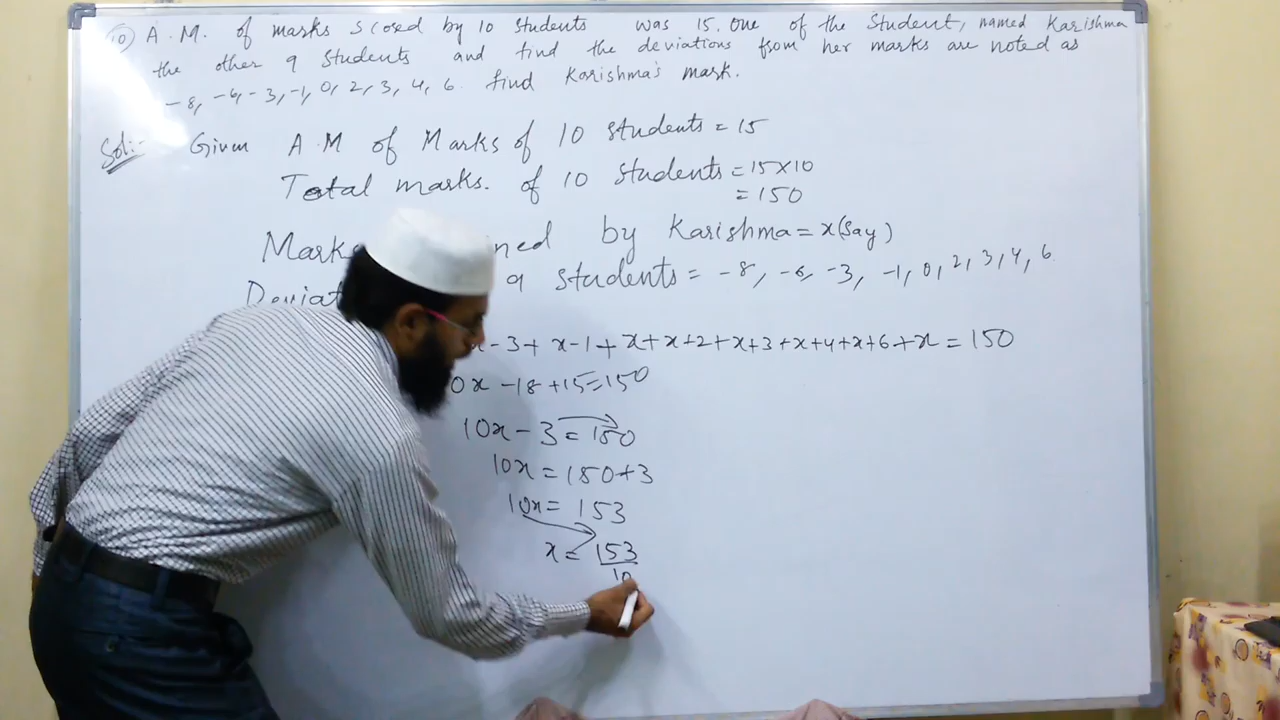 10) A.M. of marks scored by 10 students was 15. One of the Student, named Karishma
the other 9 Students and find the deviations from her marks are noted as
-8, -6, -3, -1, 0, 2, 3, 4, 6. find Karishma's mark.
Sol:- Given A.M of Marks of 10 students = 15
Total marks. of 10 students = 15×10
= 150
by Karishma = x (Say)
9 students = -8, -6, -3, -1, 0, 2, 3, 4, 6
x-3 + x-1 + x + x+2 + x+3 + x+4 + x+6 + x = 150
0x -18 +15 = 150
10x - 3 = 150
10x = 150+3
10x = 153
x = 153
10